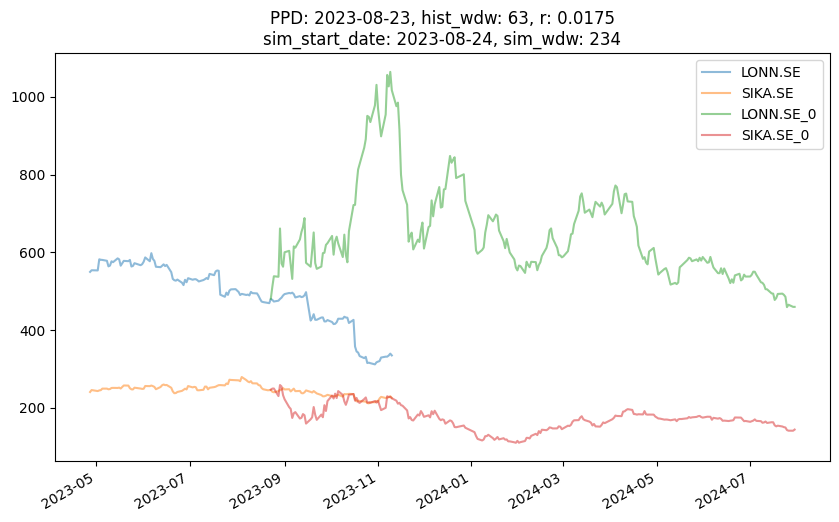 PPD: 2023-08-23, hist_wdw: 63, r: 0.0175
sim_start_date: 2023-08-24, sim_wdw: 234
LONN.SE
SIKA.SE
LONN.SE_0
SIKA.SE_0
1000
800
600
400
200
2023-05
2023-07
2023-09
2023-11
2024-01
2024-03
2024-05
2024-07